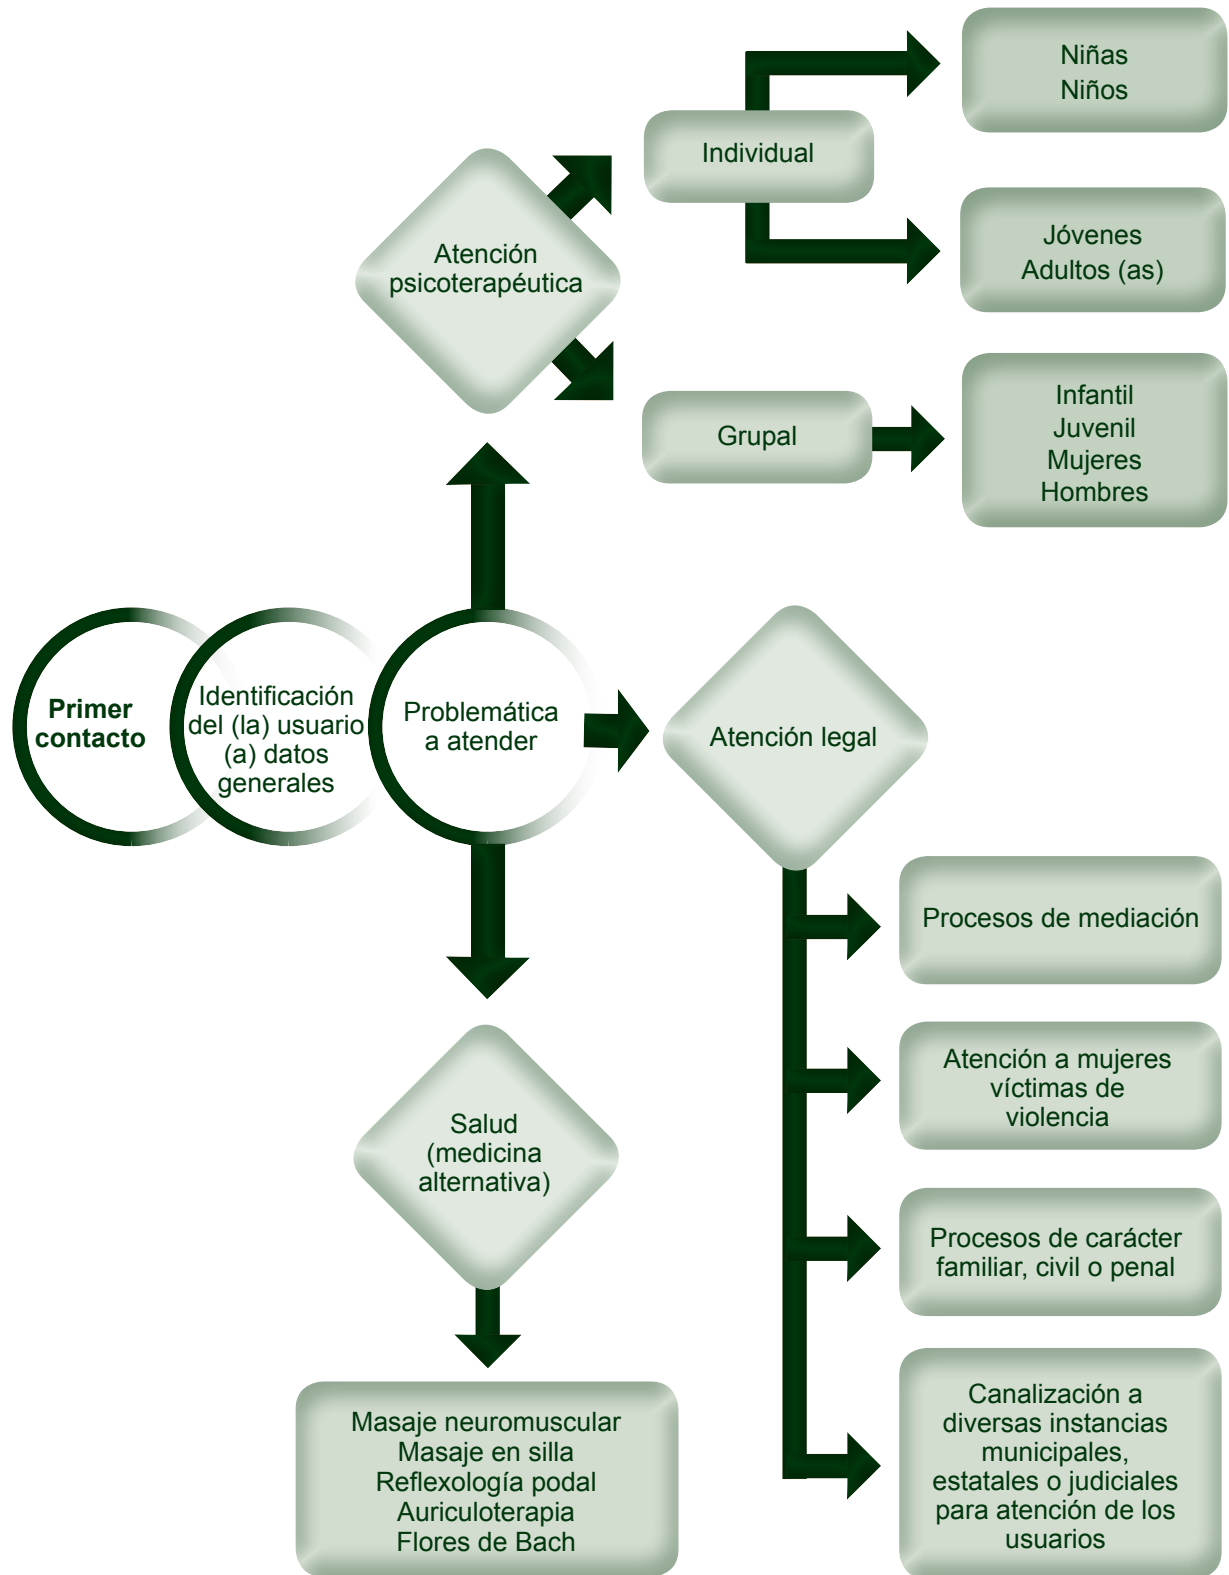 Niñas
Niños
Individual
Atención
psicoterapéutica
Jóvenes
Adultos (as)
Grupal
Infantil
Juvenil
Mujeres
Hombres
Primer
contacto
Identificación
del (la) usuario
(a) datos
generales
Problemática
a atender
Atención legal
Procesos de mediación
Atención a mujeres
víctimas de
violencia
Procesos de carácter
familiar, civil o penal
Canalización a
diversas instancias
municipales,
estatales o judiciales
para atención de los
usuarios
Salud
(medicina
alternativa)
Masaje neuromuscular
Masaje en silla
Reflexología podal
Auriculoterapia
Flores de Bach